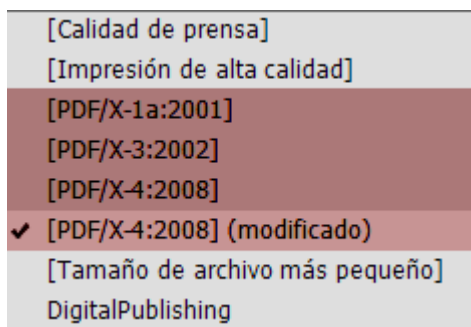 [Calidad de prensa]
[Impresión de alta calidad]
[PDF/X-1a:2001]
[PDF/X-3:2002]
[PDF/X-4:2008]
✔ [PDF/X-4:2008] (modificado)
[Tamaño de archivo más pequeño]
DigitalPublishing